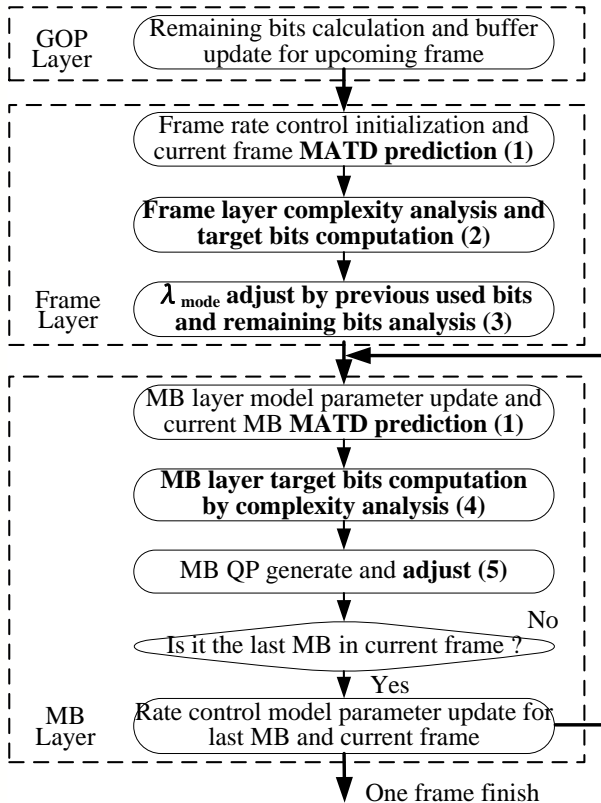 GOP
Layer
Remaining bits calculation and buffer
update for upcoming frame
Frame rate control initialization and
current frame MATD prediction (1)
Frame layer complexity analysis and
target bits computation (2)
Frame
Layer
λ mode adjust by previous used bits
and remaining bits analysis (3)
MB layer model parameter update and
current MB MATD prediction (1)
MB layer target bits computation
by complexity analysis (4)
MB QP generate and adjust (5)
No
Is it the last MB in current frame ?
Yes
MB
Layer
Rate control model parameter update for
last MB and current frame
One frame finish